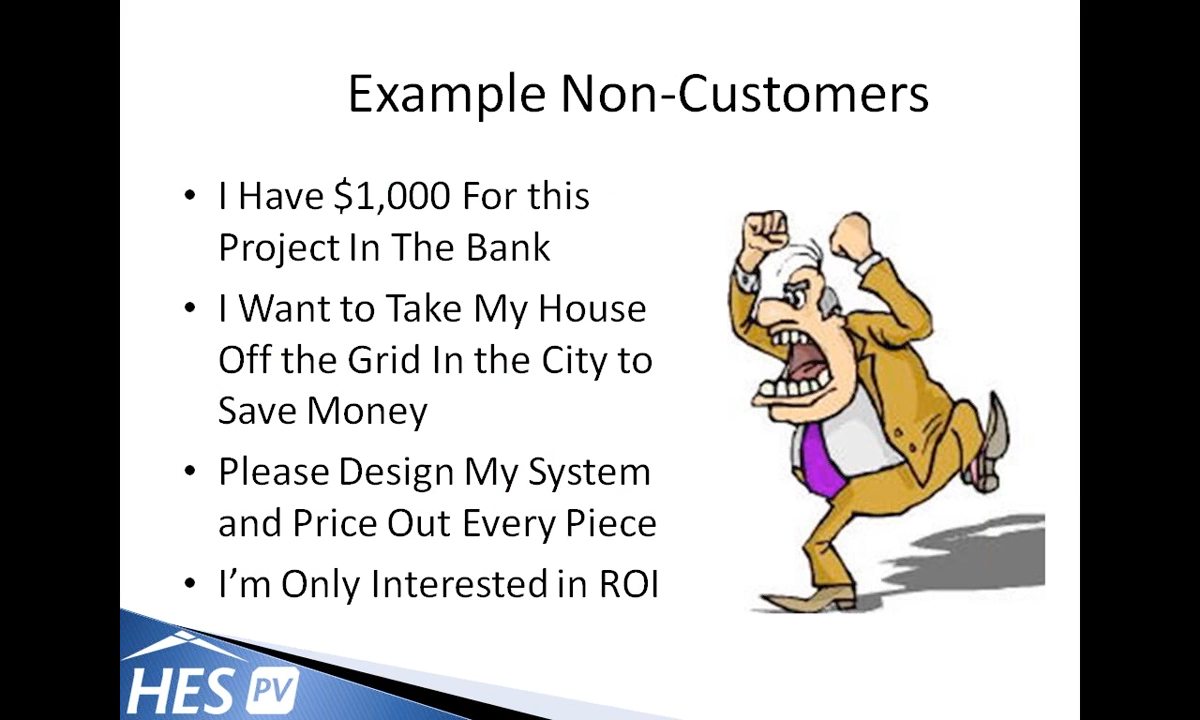 Example Non-Customers
• I Have $1,000 For this
Project In The Bank
• I Want to Take My House
Off the Grid In the City to
Save Money
• Please Design My System
and Price Out Every Piece
• I’m Only Interested in ROI
HES PV